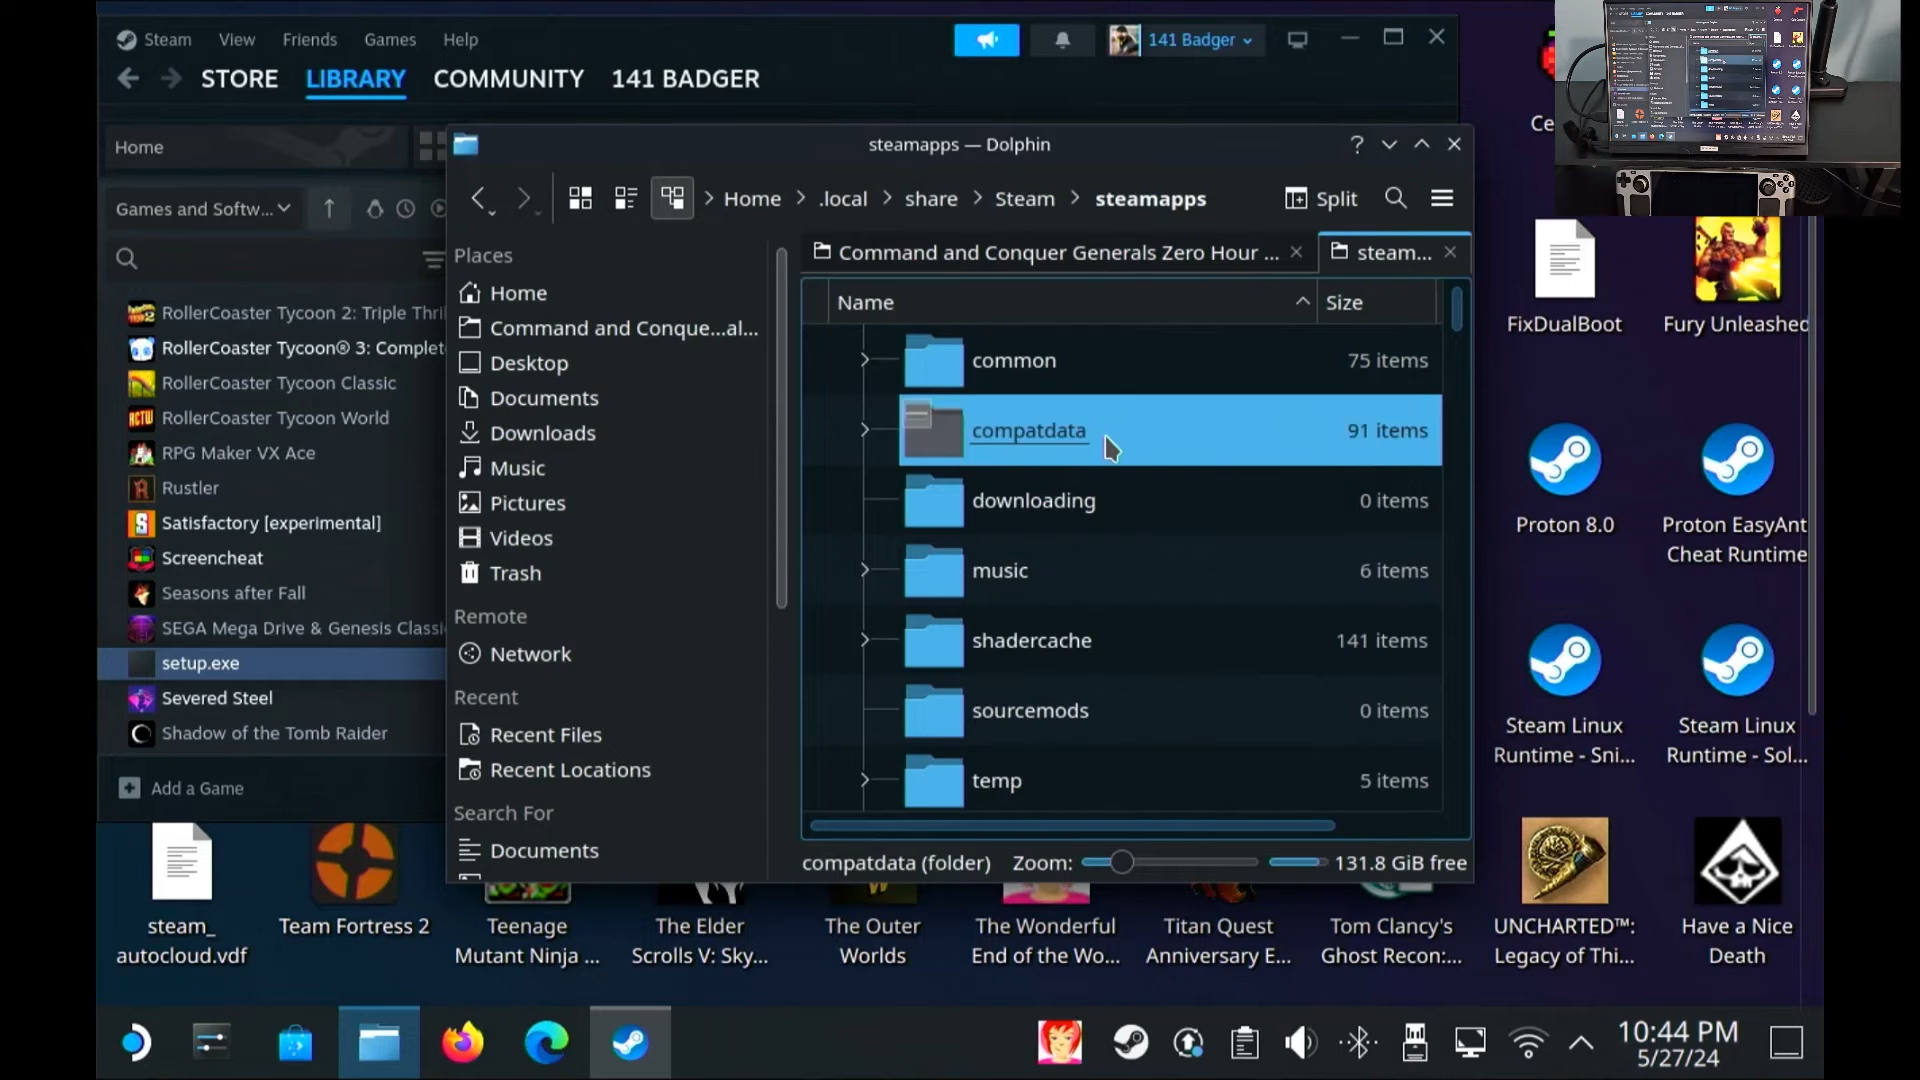 Steam View Friends Games Help
141 Badger
STORE LIBRARY COMMUNITY 141 BADGER
Home
Games and Softw...
RollerCoaster Tycoon 2: Triple Thri
RollerCoaster Tycoon® 3: Complet
RollerCoaster Tycoon Classic
RollerCoaster Tycoon World
RPG Maker VX Ace
Rustler
Satisfactory [experimental]
Screencheat
Seasons after Fall
SEGA Mega Drive & Genesis Classi
setup.exe
Severed Steel
Shadow of the Tomb Raider
Add a Game
steamapps — Dolphin
Home .local share Steam steamapps
Split
Places
Home
Command and Conque...al...
Desktop
Documents
Downloads
Music
Pictures
Videos
Trash
Remote
Network
Recent
Recent Files
Recent Locations
Search For
Documents
Command and Conquer Generals Zero Hour ...
steam...
Name Size
common 75 items
compatdata 91 items
downloading 0 items
music 6 items
shadercache 141 items
sourcemods 0 items
temp 5 items
compatdata (folder) Zoom: 131.8 GiB free
Ce
FixDualBoot
Fury Unleashed
Proton 8.0
Proton EasyAnt
Cheat Runtime
Steam Linux
Runtime - Sni...
Steam Linux
Runtime - Sol...
steam_
autocloud.vdf
Team Fortress 2
Teenage
Mutant Ninja ...
The Elder
Scrolls V: Sky...
The Outer
Worlds
The Wonderful
End of the Wo...
Titan Quest
Anniversary E...
Tom Clancy's
Ghost Recon:...
UNCHARTED™:
Legacy of Thi...
Have a Nice
Death
10:44 PM
5/27/24